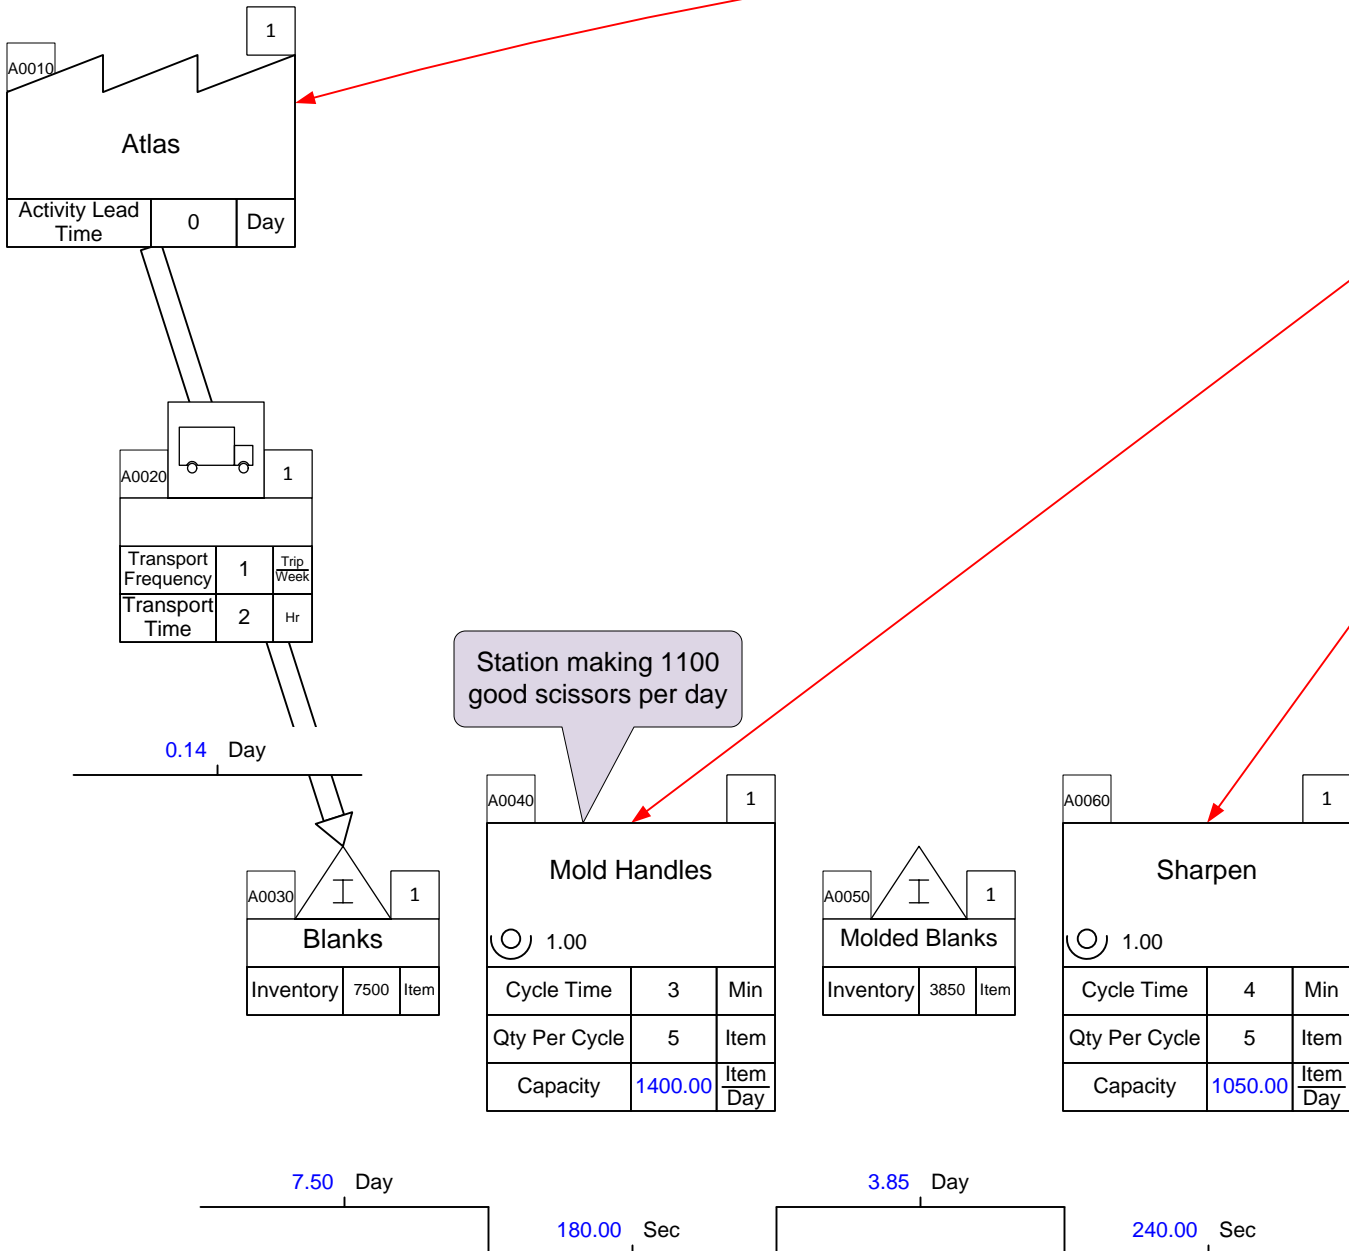 1
A0010
Atlas
Activity Lead
Time
0
Day
A0020
1
Transport
Frequency
1
Trip
Week
Transport
Time
2
Hr
Station making 1100
good scissors per day
0.14 Day
A0030
1
Blanks
Inventory
7500
Item
A0040
1
Mold Handles
1.00
Cycle Time
3
Min
Qty Per Cycle
5
Item
Capacity
1400.00
Item
Day
A0050
1
Molded Blanks
Inventory
3850
Item
A0060
1
Sharpen
1.00
Cycle Time
4
Min
Qty Per Cycle
5
Item
Capacity
1050.00
Item
Day
7.50 Day
180.00 Sec
3.85 Day
240.00 Sec